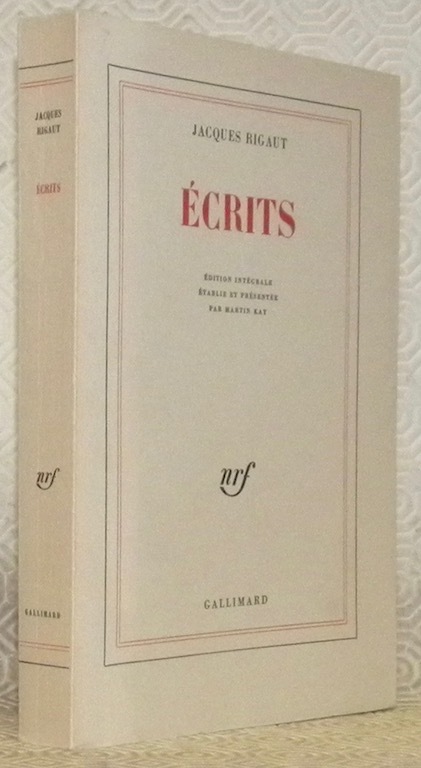 JACQUES
RIGAUT
ÉCRITS
nrf
GALLIMARD
JACQUES RIGAUT
ÉCRITS
ÉDITION INTÉGRALE
ÉTABLIE ET PRÉSENTÉE
PAR MARTIN KAY
nrf
GALLIMARD